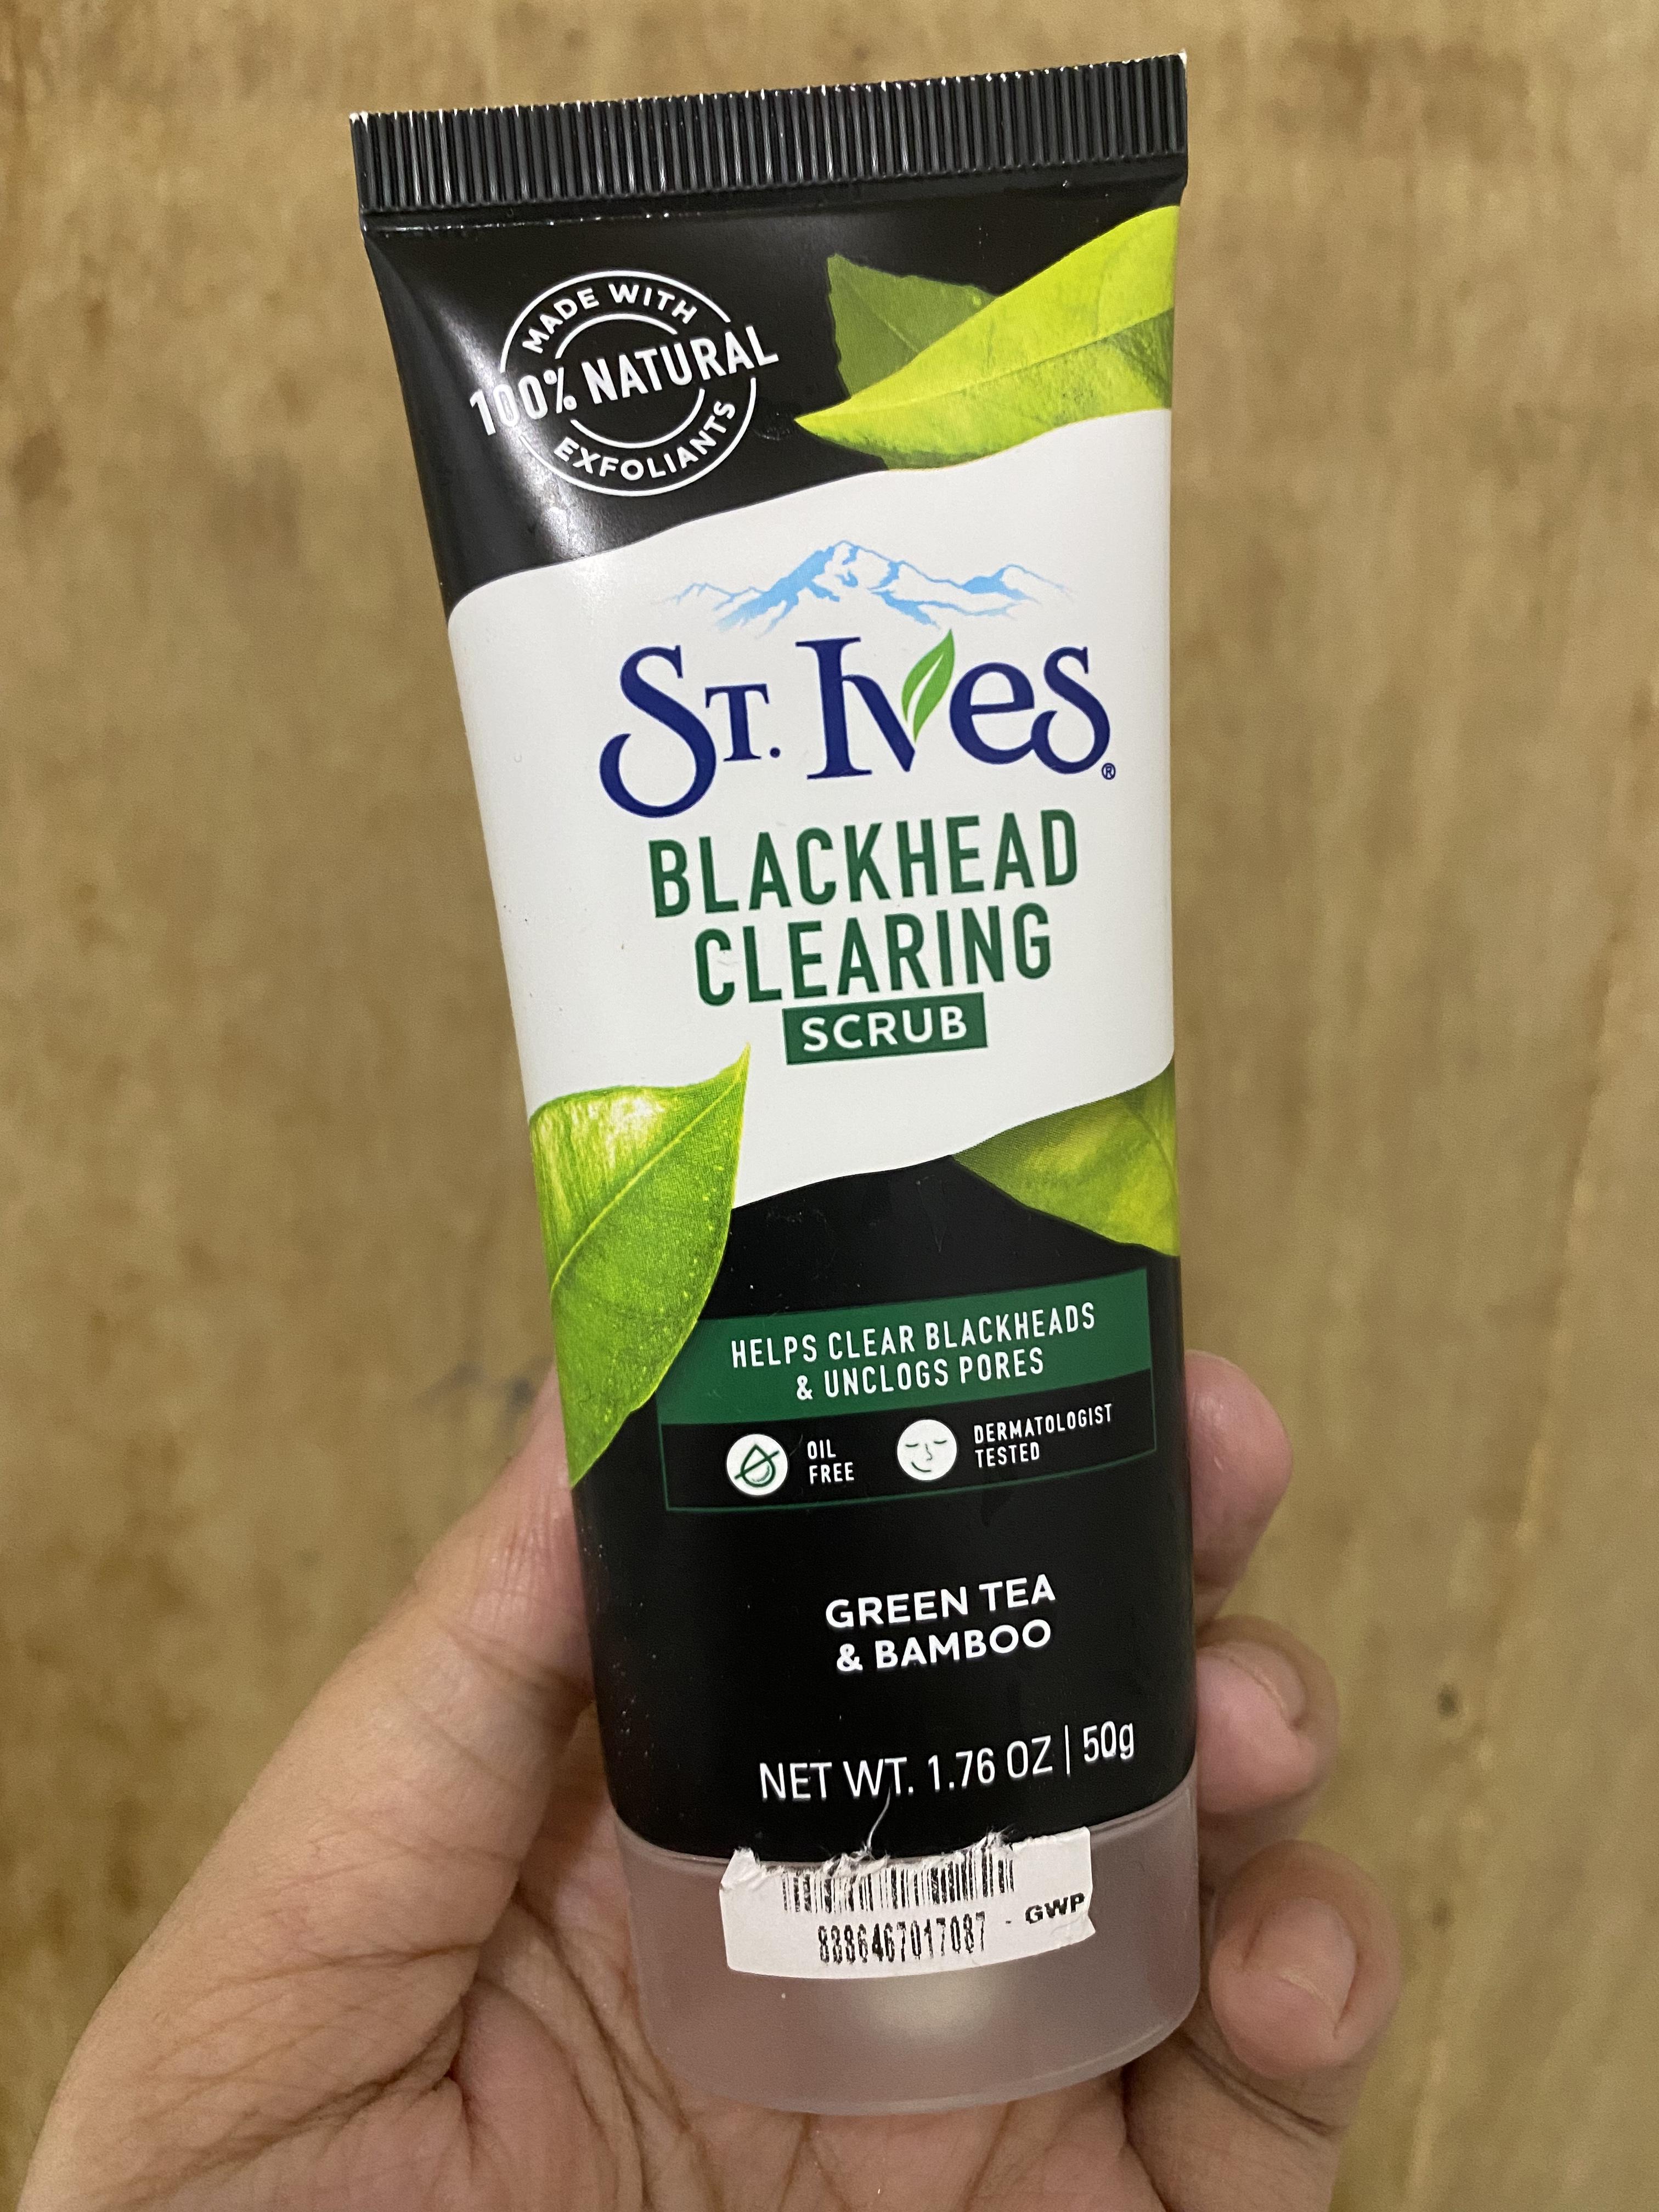 MADE WITH
100% NATURAL
EXFOLIANTS
ST. Ives®
BLACKHEAD
CLEARING
SCRUB
HELPS CLEAR BLACKHEADS
& UNCLOGS PORES
OIL
FREE
DERMATOLOGIST
TESTED
GREEN TEA
& BAMBOO
NET WT. 1.76 OZ | 50g
8886467017087 - GWP